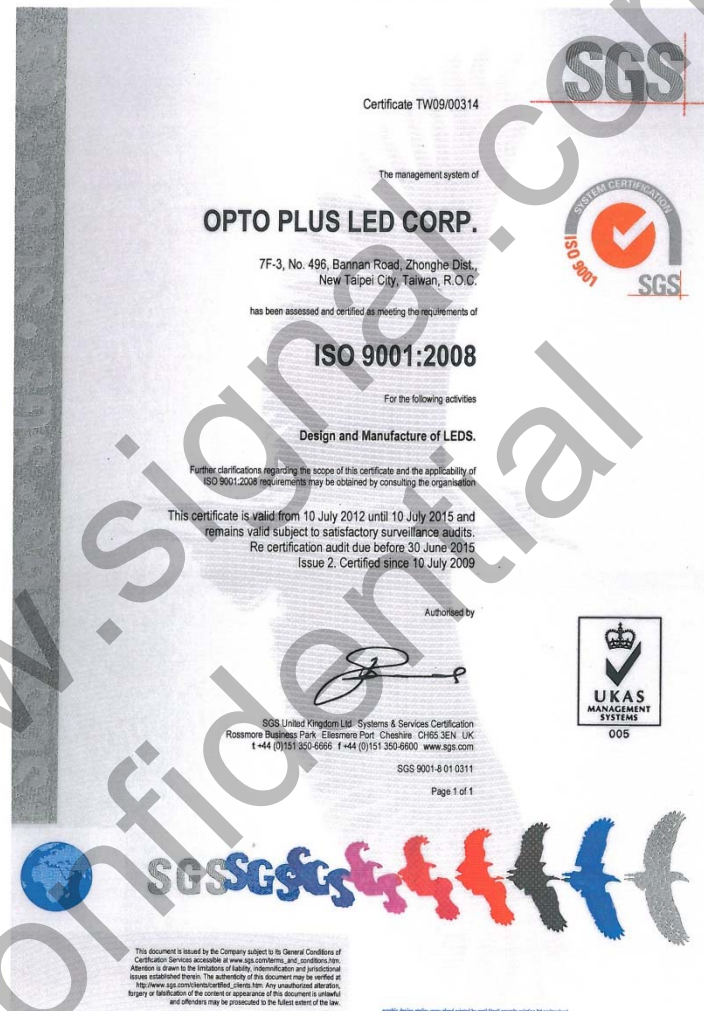 SGS
Certificate TW09/00314
The management system of
OPTO PLUS LED CORP.
7F-3, No. 496, Bannan Road, Zhonghe Dist.,
New Taipei City, Taiwan, R.O.C.
has been assessed and certified as meeting the requirements of
ISO 9001:2008
For the following activities
Design and Manufacture of LEDS.
Further clarifications regarding the scope of this certificate and the applicability of
ISO 9001:2008 requirements may be obtained by consulting the organisation
This certificate is valid from 10 July 2012 until 10 July 2015 and
remains valid subject to satisfactory surveillance audits.
Re certification audit due before 30 June 2015
Issue 2. Certified since 10 July 2009
Authorised by
SGS United Kingdom Ltd Systems & Services Certification
Rossmore Business Park Ellesmere Port Cheshire CH65 3EN UK
t +44 (0)151 350-6666 f +44 (0)151 350-6600 www.sgs.com
SGS 9001-8 01 0311
Page 1 of 1
SYSTEM CERTIFICATION
ISO 9001
SGS
UKAS
MANAGEMENT
SYSTEMS
005
SGSSGSSGS
This document is issued by the Company subject to its General Conditions of
Certification Services accessible at www.sgs.com/terms_and_conditions.htm.
Attention is drawn to the limitations of liability, indemnification and jurisdictional
issues established therein. The authenticity of this document may be verified at
http://www.sgs.com/clients/certified_clients.htm. Any unauthorized alteration,
forgery or falsification of the content or appearance of this document is unlawful
and offenders may be prosecuted to the fullest extent of the law.
w.signal.com
onfidential